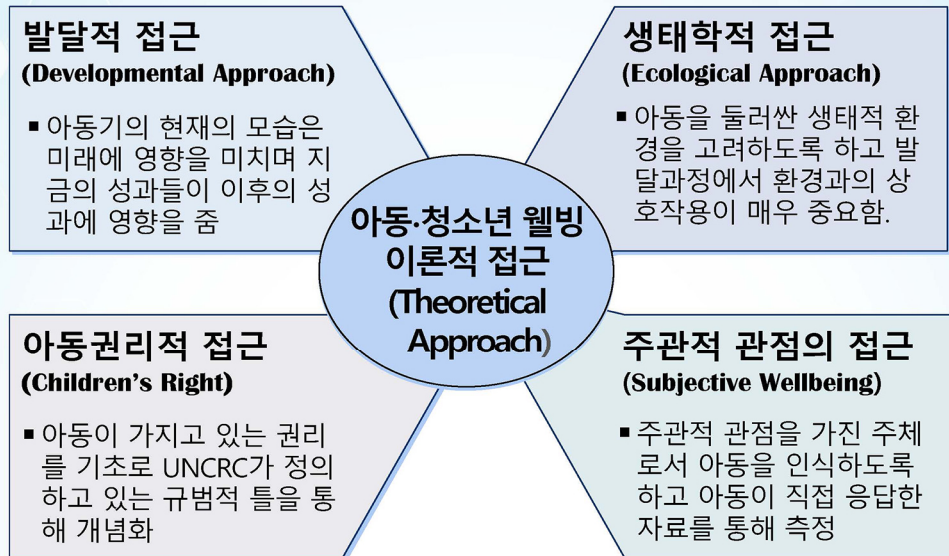 발달적 접근
(Developmental Approach)
▪ 아동기의 현재의 모습은
미래에 영향을 미치며 지
금의 성과들이 이후의 성
과에 영향을 줌
생태학적 접근
(Ecological Approach)
▪ 아동을 둘러싼 생태적 환
경을 고려하도록 하고 발
달과정에서 환경과의 상
호작용이 매우 중요함.
아동·청소년 웰빙
이론적 접근
(Theoretical
Approach)
아동권리적 접근
(Children's Right)
▪ 아동이 가지고 있는 권리
를 기초로 UNCRC가 정의
하고 있는 규범적 틀을 통
해 개념화
주관적 관점의 접근
(Subjective Wellbeing)
▪ 주관적 관점을 가진 주체
로서 아동을 인식하도록
하고 아동이 직접 응답한
자료를 통해 측정